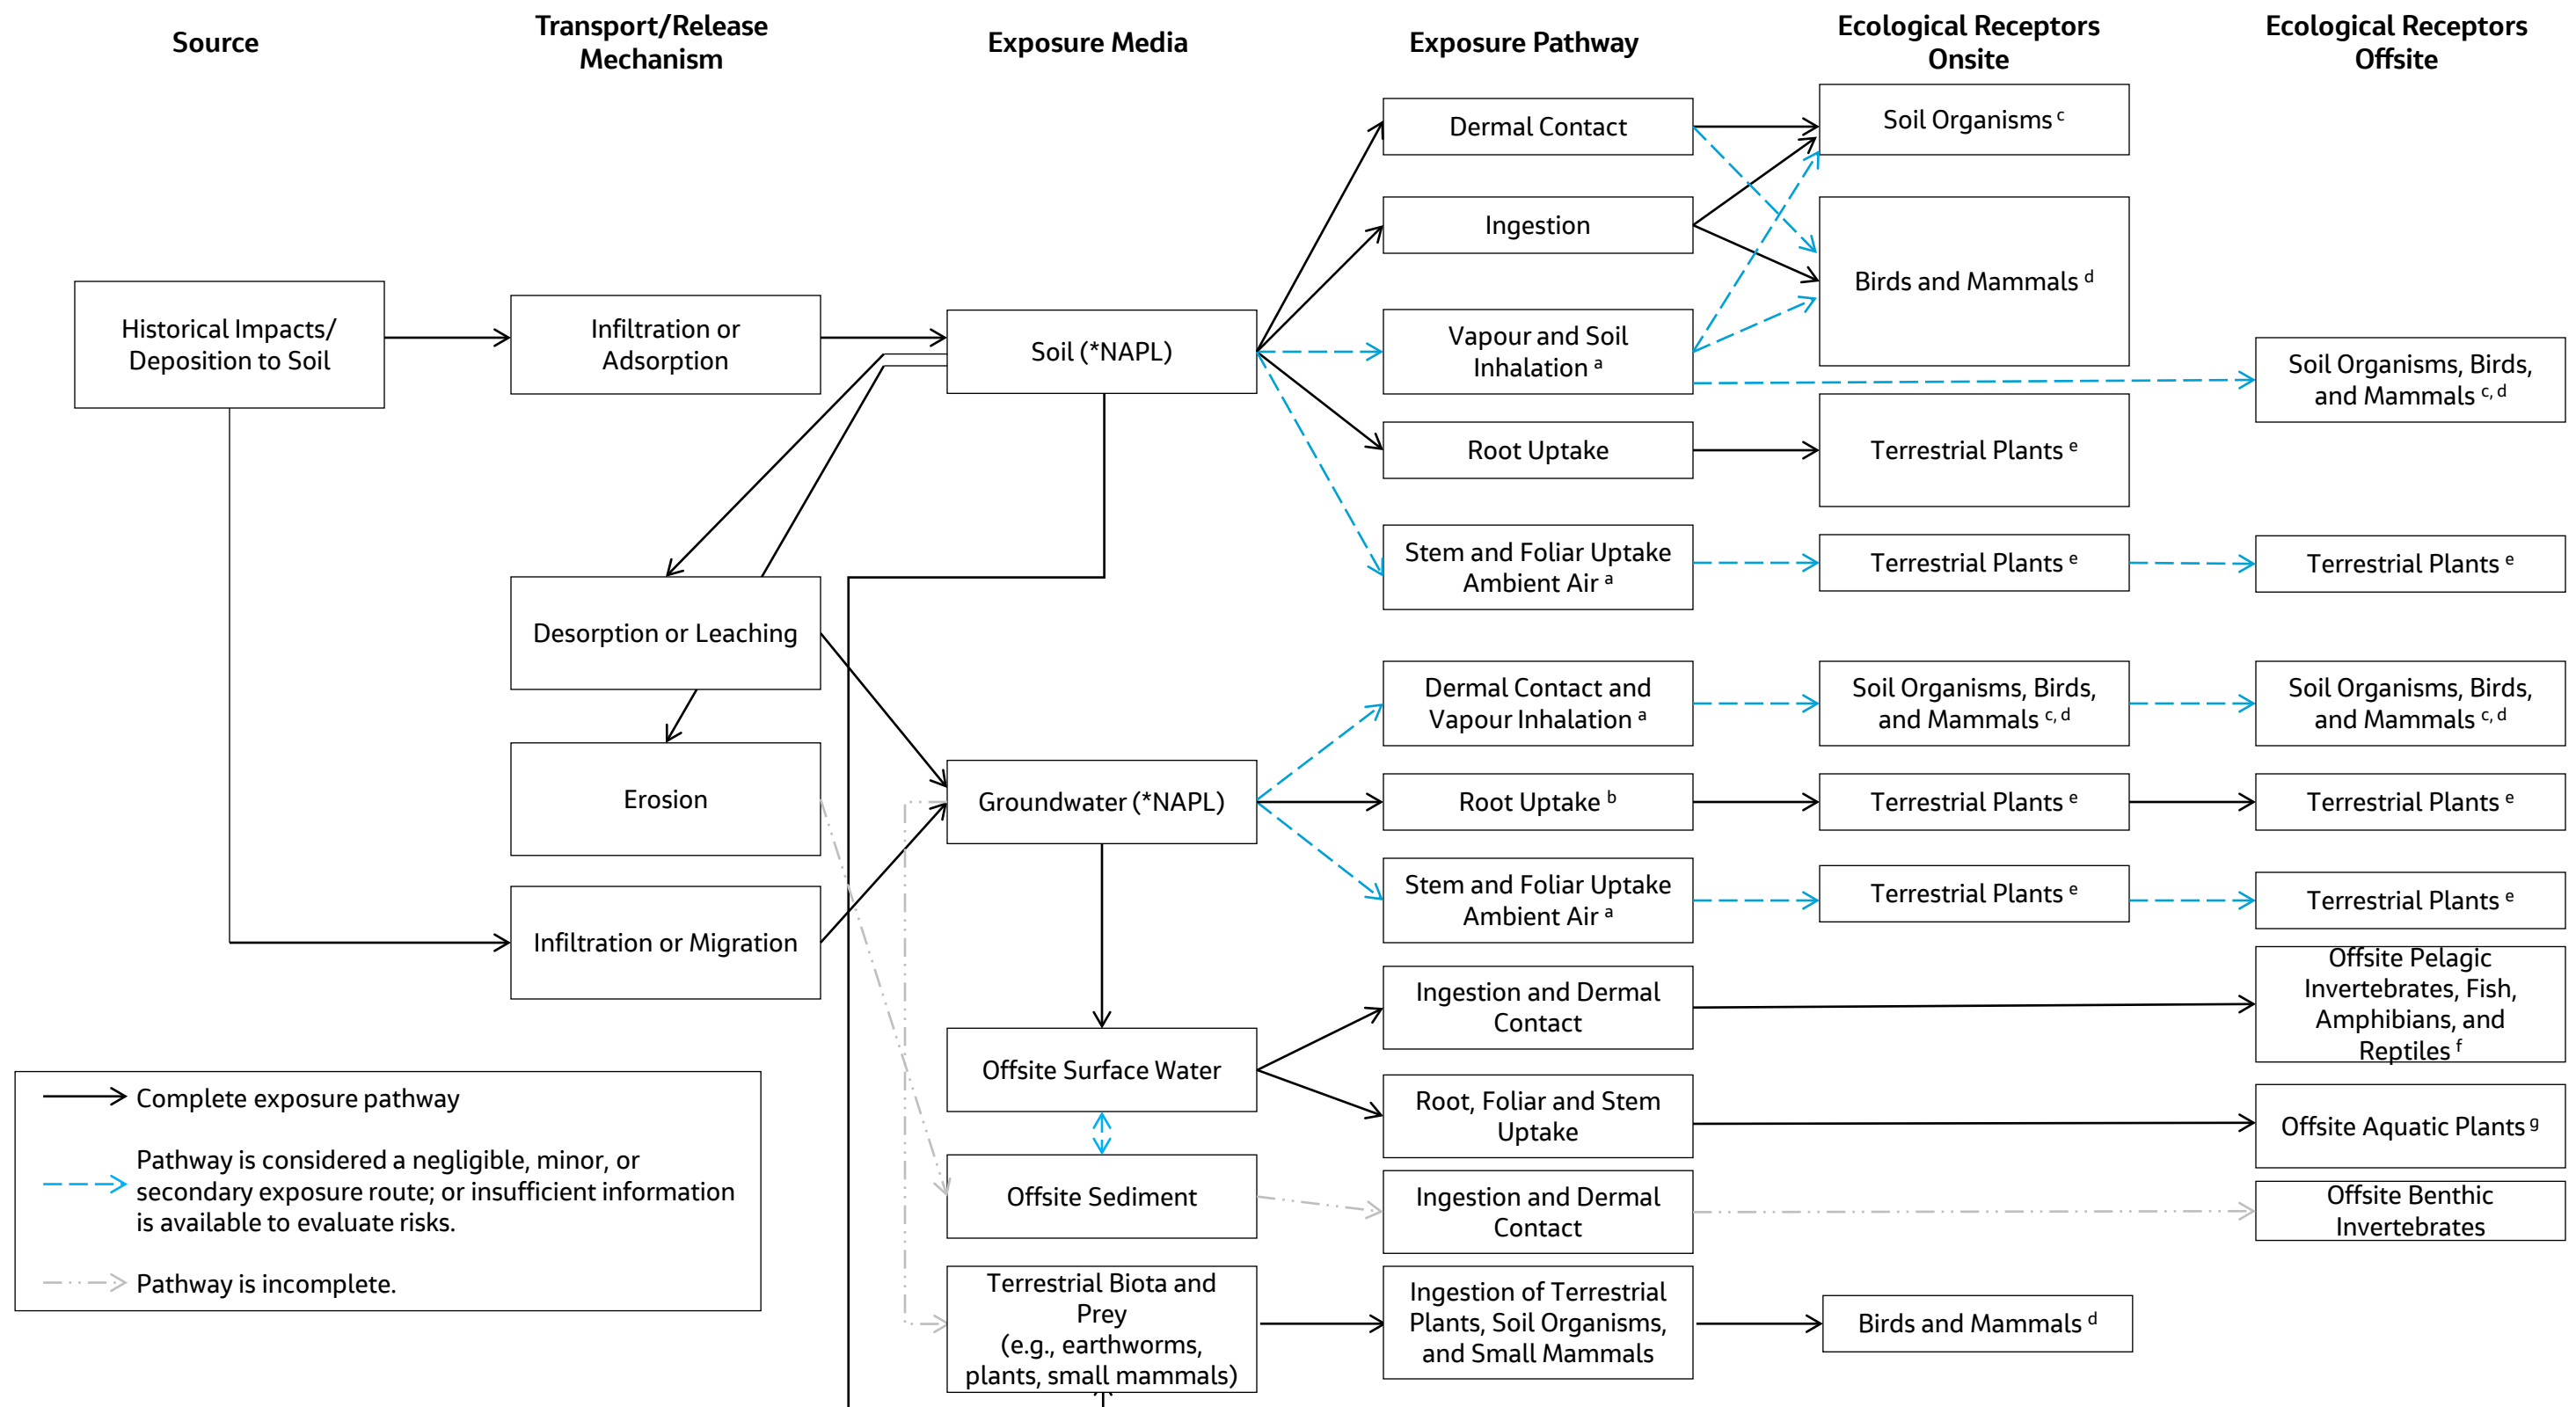 Source
Transport/Release
Mechanism
Exposure Media
Exposure Pathway
Ecological Receptors
Onsite
Ecological Receptors
Offsite
Historical Impacts/
Deposition to Soil
Infiltration or
Adsorption
Desorption or Leaching
Erosion
Infiltration or Migration
Soil (*NAPL)
Groundwater (*NAPL)
Offsite Surface Water
Offsite Sediment
Terrestrial Biota and
Prey
(e.g., earthworms,
plants, small mammals)
Dermal Contact
Ingestion
Vapour and Soil
Inhalation a
Root Uptake
Stem and Foliar Uptake
Ambient Air a
Dermal Contact and
Vapour Inhalation a
Root Uptake b
Stem and Foliar Uptake
Ambient Air a
Ingestion and Dermal
Contact
Root, Foliar and Stem
Uptake
Ingestion and Dermal
Contact
Ingestion of Terrestrial
Plants, Soil Organisms,
and Small Mammals
Soil Organisms c
Birds and Mammals d
Terrestrial Plants e
Terrestrial Plants e
Soil Organisms, Birds,
and Mammals c, d
Terrestrial Plants e
Terrestrial Plants e
Birds and Mammals d
Soil Organisms, Birds,
and Mammals c, d
Terrestrial Plants e
Soil Organisms, Birds,
and Mammals c, d
Terrestrial Plants e
Terrestrial Plants e
Offsite Pelagic
Invertebrates, Fish,
Amphibians, and
Reptiles f
Offsite Aquatic Plants g
Offsite Benthic
Invertebrates
Complete exposure pathway
Pathway is considered a negligible, minor, or
secondary exposure route; or insufficient information
is available to evaluate risks.
Pathway is incomplete.